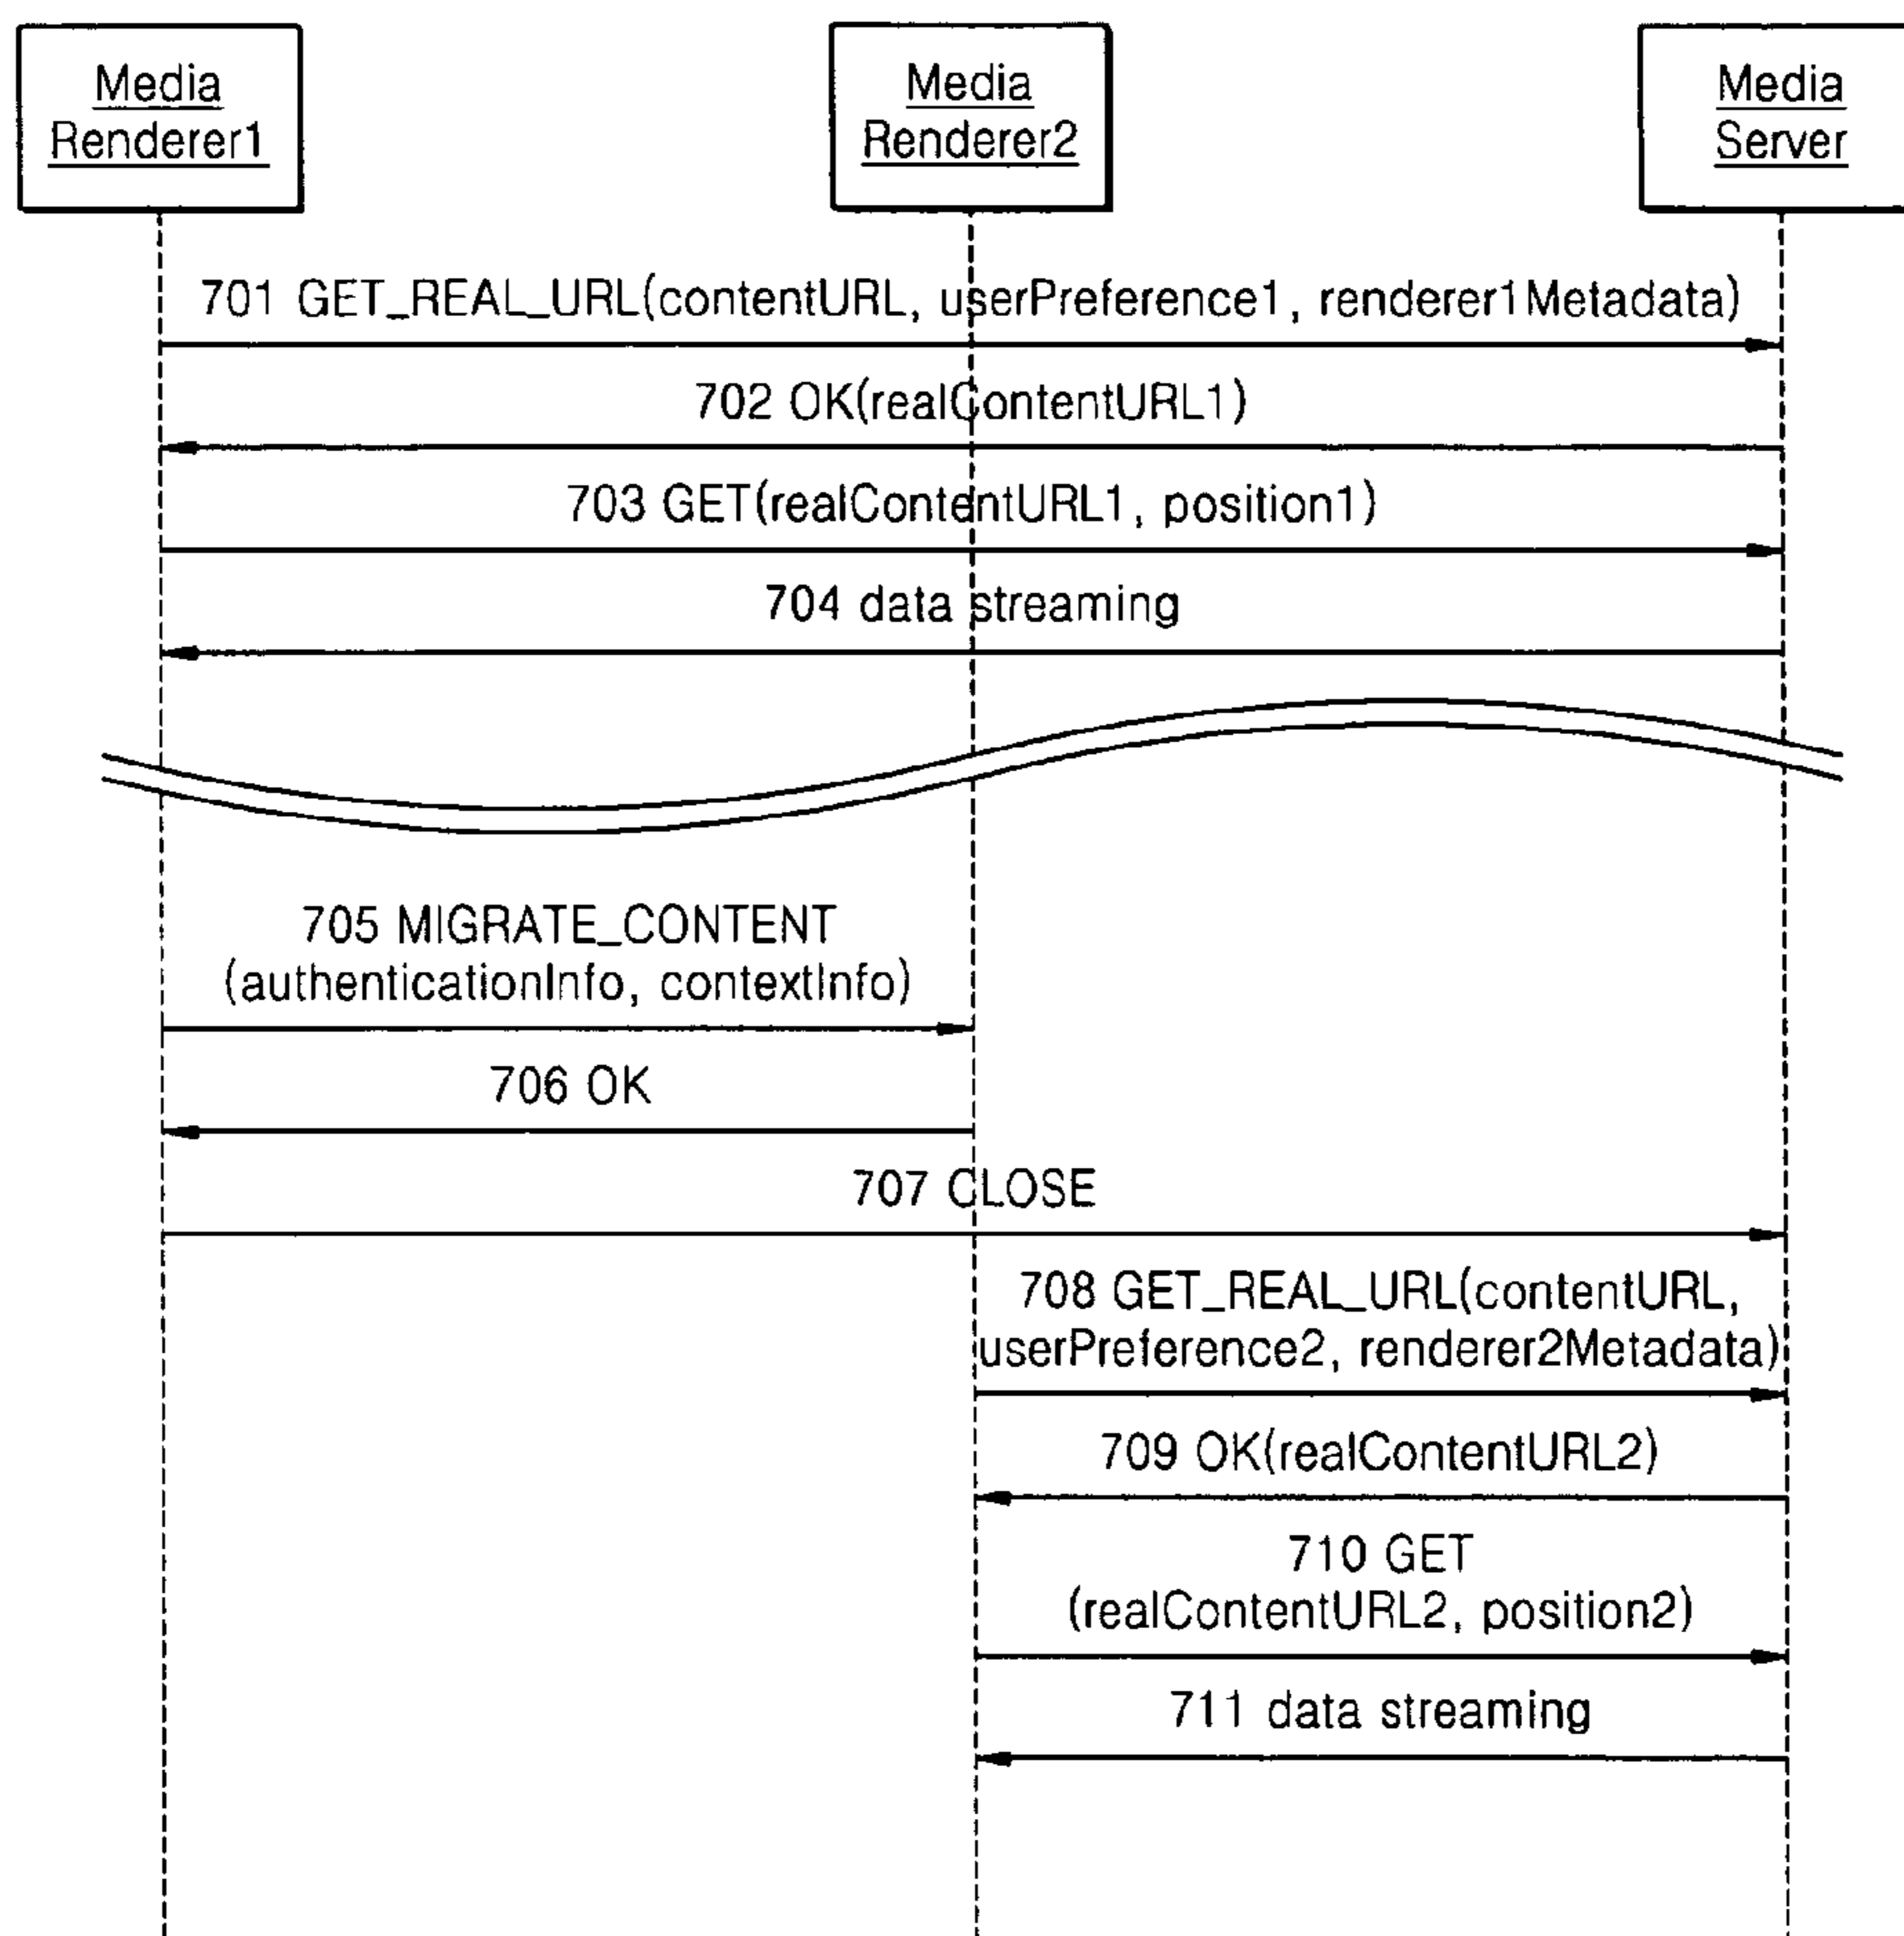 Media
Renderer1
Media
Renderer2
Media
Server
701 GET_REAL_URL(contentURL, userPreference1, renderer1Metadata)
702 OK(realContentURL1)
703 GET(realContentURL1, position1)
704 data streaming
705 MIGRATE_CONTENT
(authenticationInfo, contextInfo)
706 OK
707 CLOSE
708 GET_REAL_URL(contentURL,
userPreference2, renderer2Metadata)
709 OK(realContentURL2)
710 GET
(realContentURL2, position2)
711 data streaming